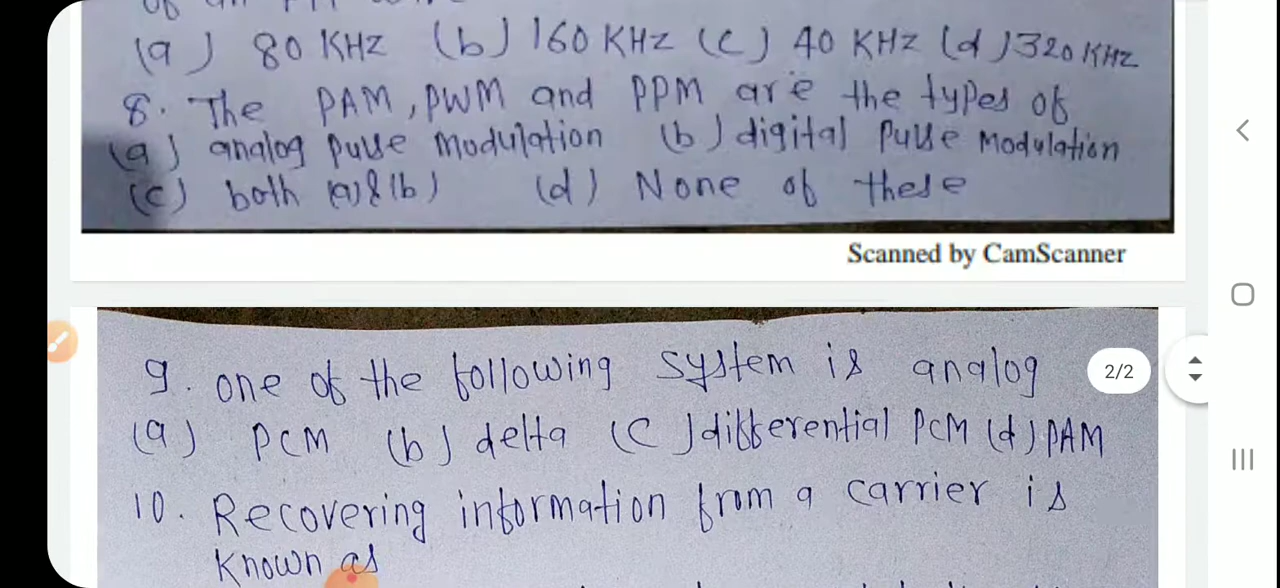 (a) 80 KHz (b) 160 KHz (c) 40 KHz (d) 320 KHz
8. The PAM, PWM and PPM are the types of
(a) analog pulse modulation (b) digital Pulse Modulation
(c) both (a) & (b) (d) None of these
Scanned by CamScanner
9. one of the following system is analog
2/2
(a) PCM (b) delta (c) differential PCM (d) PAM
10. Recovering information from a carrier is
Known as